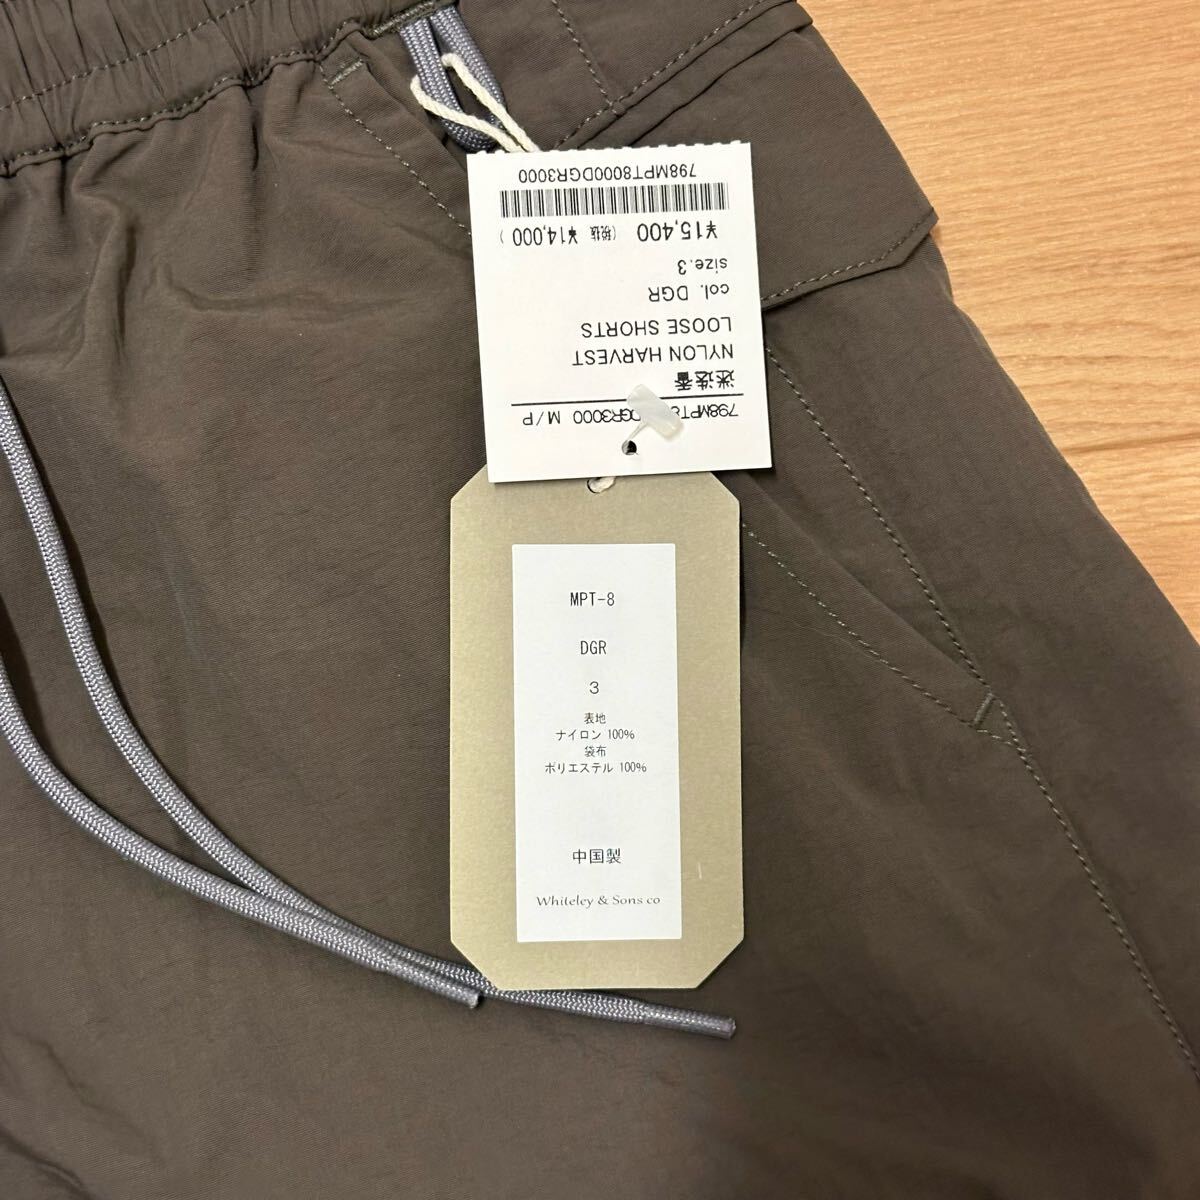 798MPT8000DGR3000 M/P
迷迭香
NYLON HARVEST
LOOSE SHORTS
col. DGR
size.3
¥15,400 (税抜 ¥14,000)
798MPT8000DGR3000
MPT-8
DGR
3
表地
ナイロン 100%
袋布
ポリエステル 100%
中国製
Whiteley & Sons co